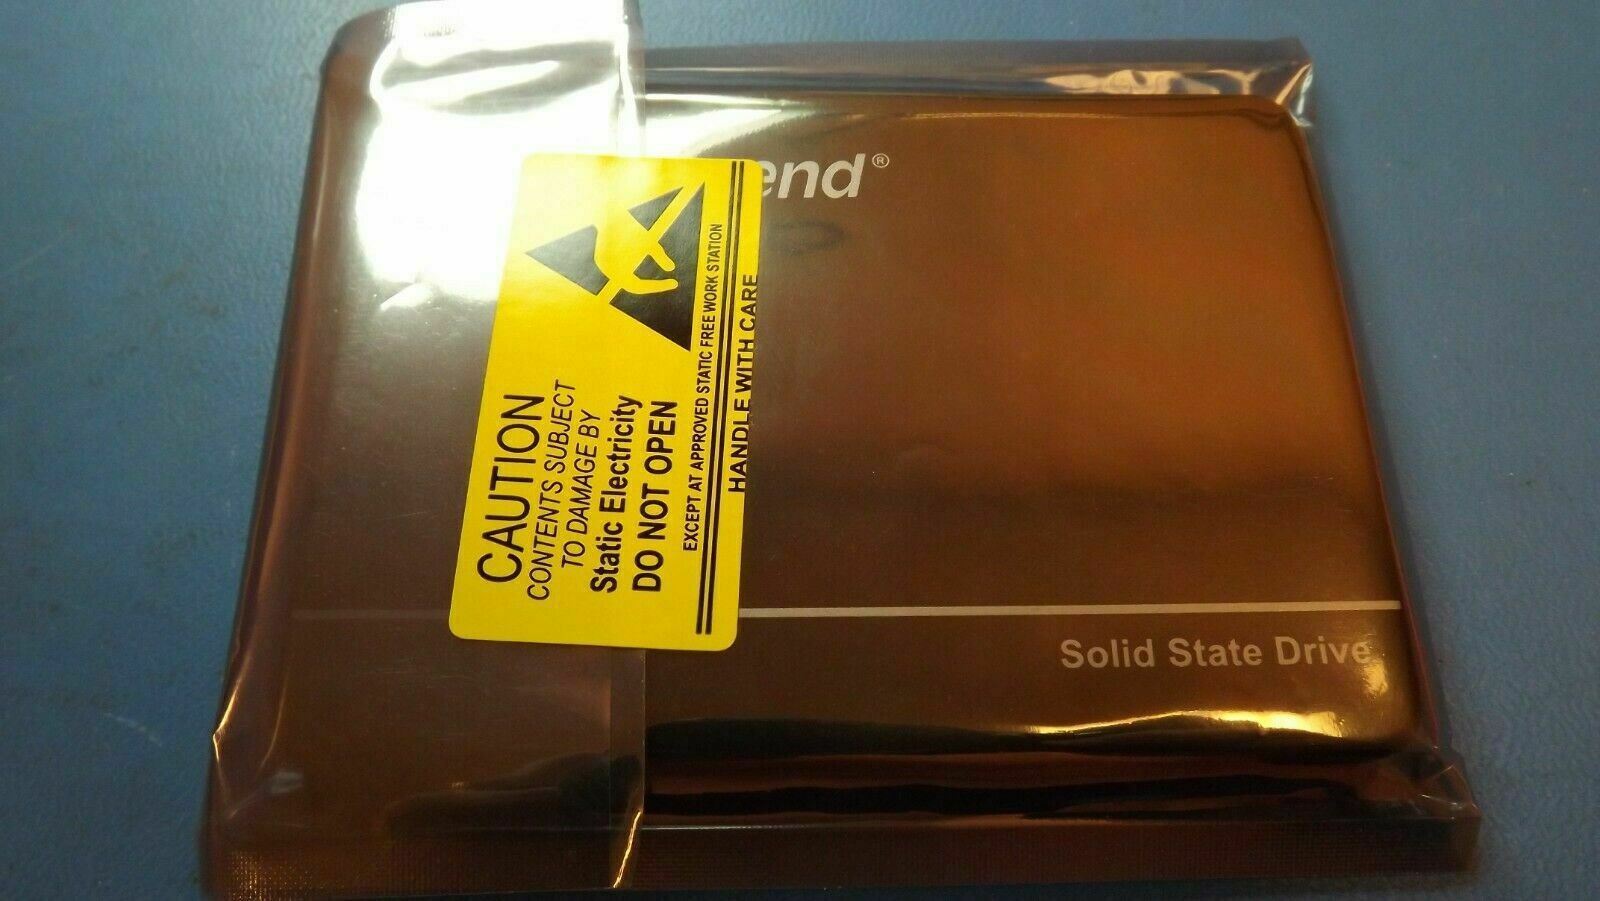 end®
CAUTION
CONTENTS SUBJECT
TO DAMAGE BY
Static Electricity
DO NOT OPEN
EXCEPT AT APPROVED STATIC FREE WORK STATION
HANDLE WITH CARE
Solid State Drive